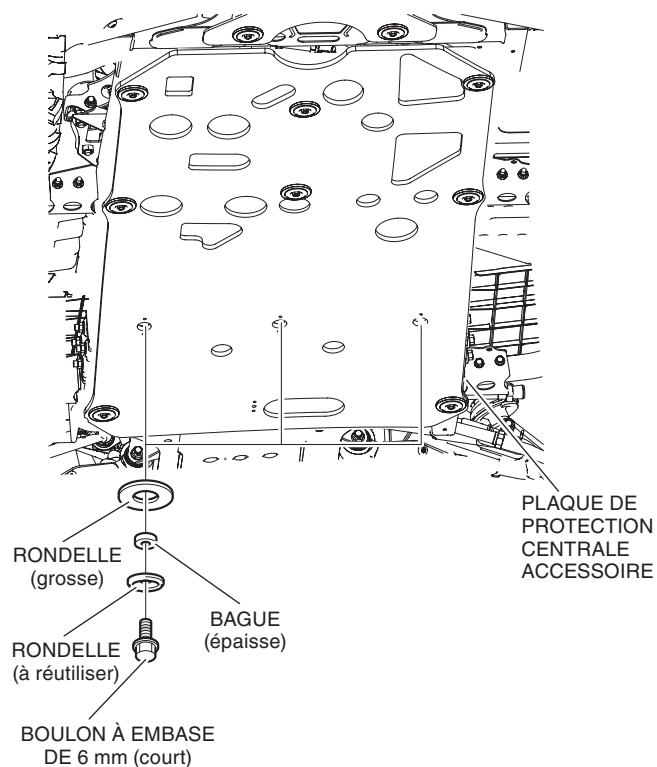 PLAQUE DE
PROTECTION
CENTRALE
ACCESSOIRE
RONDELLE
(grosse)
BAGUE
(épaisse)
RONDELLE
(à réutiliser)
BOULON À EMBASE
DE 6 mm (court)